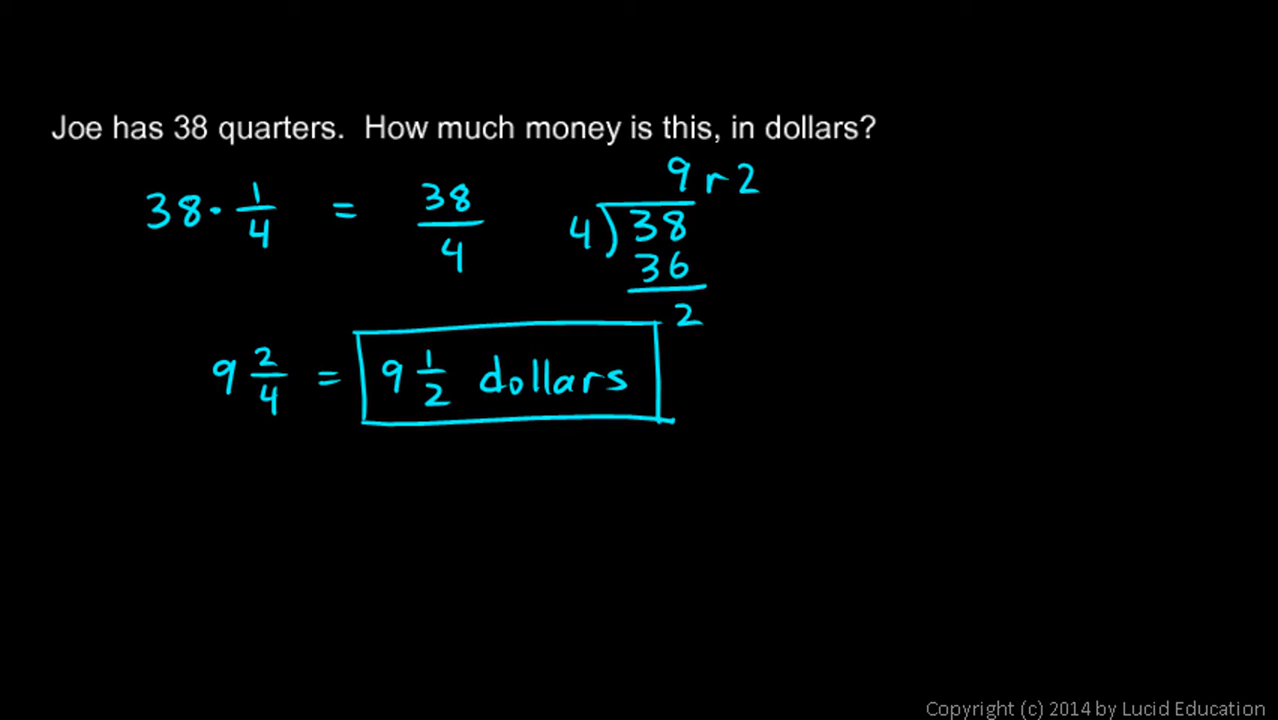 Joe has 38 quarters. How much money is this, in dollars?
38 · 1/4 = 38/4
9 r 2
4 ) 38
36
2
9 2/4 = 9 1/2 dollars
Copyright (c) 2014 by Lucid Education